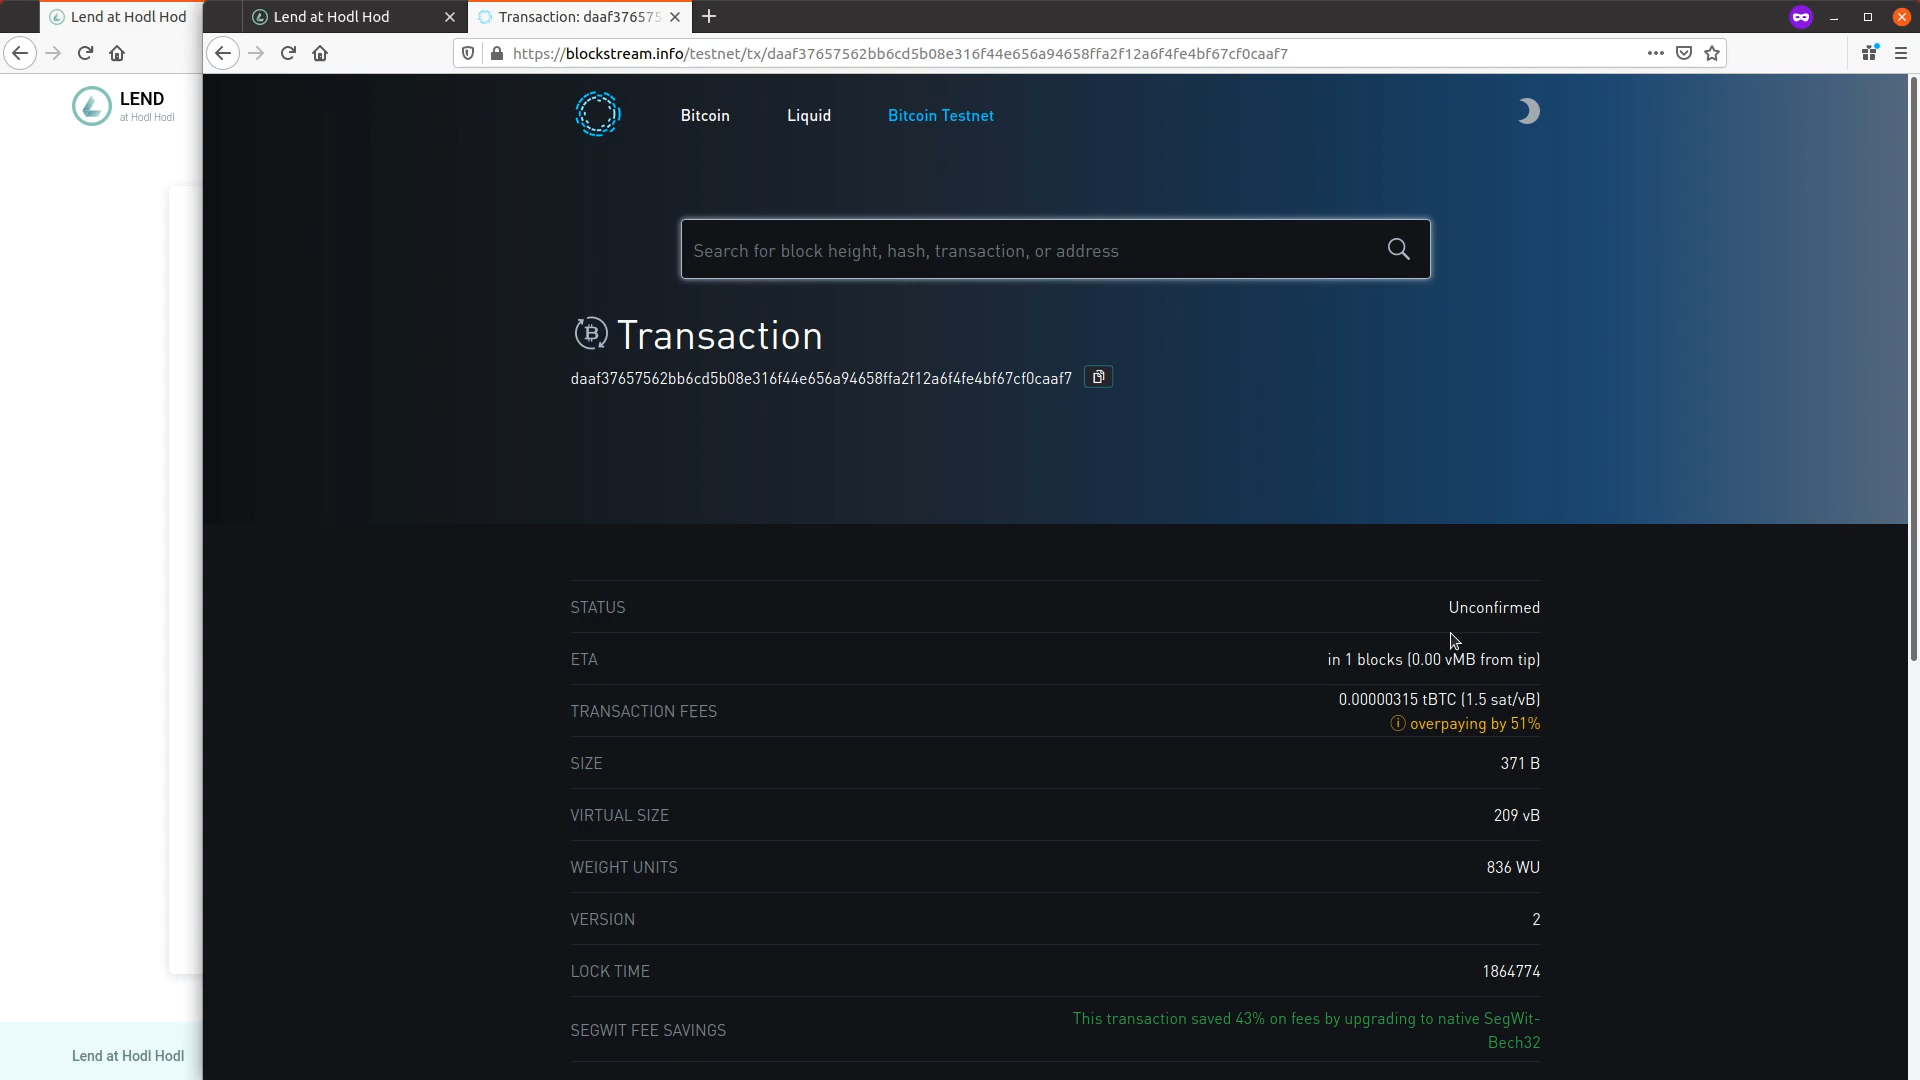 Lend at Hodl Hod
Lend at Hodl Hod
Transaction: daaf376575
https://blockstream.info/testnet/tx/daaf37657562bb6cd5b08e316f44e656a94658ffa2f12a6f4fe4bf67cf0caaf7
LEND
at Hodl Hodl
Bitcoin
Liquid
Bitcoin Testnet
Search for block height, hash, transaction, or address
Transaction
daaf37657562bb6cd5b08e316f44e656a94658ffa2f12a6f4fe4bf67cf0caaf7
STATUS
Unconfirmed
ETA
in 1 blocks (0.00 vMB from tip)
TRANSACTION FEES
0.00000315 tBTC (1.5 sat/vB)
overpaying by 51%
SIZE
371 B
VIRTUAL SIZE
209 vB
WEIGHT UNITS
836 WU
VERSION
2
LOCK TIME
1864774
SEGWIT FEE SAVINGS
This transaction saved 43% on fees by upgrading to native SegWit-
Bech32
Lend at Hodl Hodl